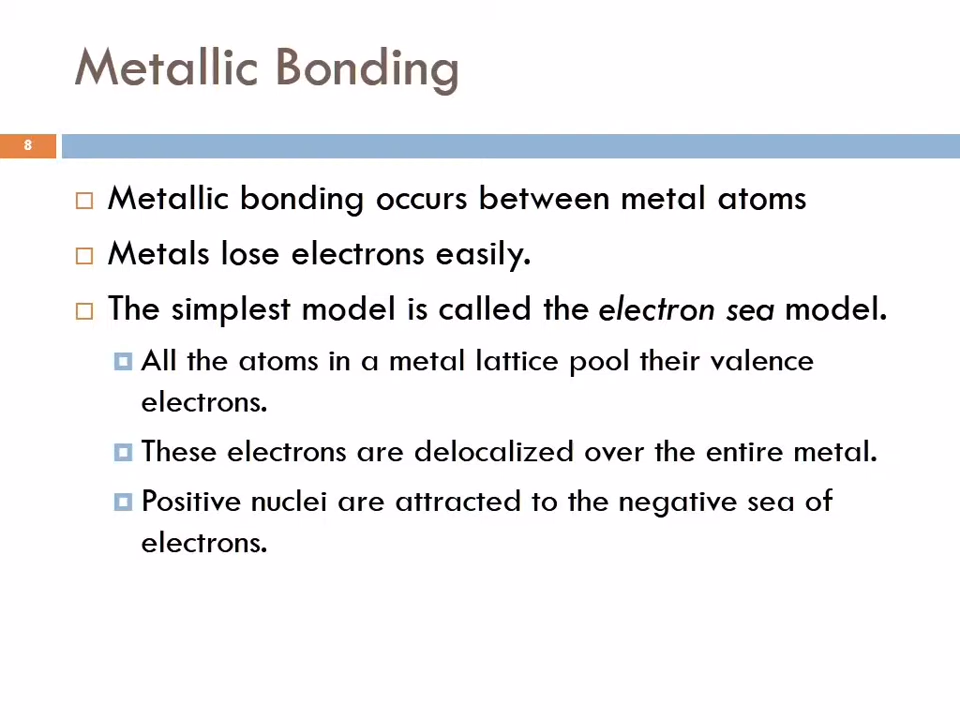 Metallic Bonding
8
Metallic bonding occurs between metal atoms
Metals lose electrons easily.
The simplest model is called the electron sea model.
All the atoms in a metal lattice pool their valence
electrons.
These electrons are delocalized over the entire metal.
Positive nuclei are attracted to the negative sea of
electrons.